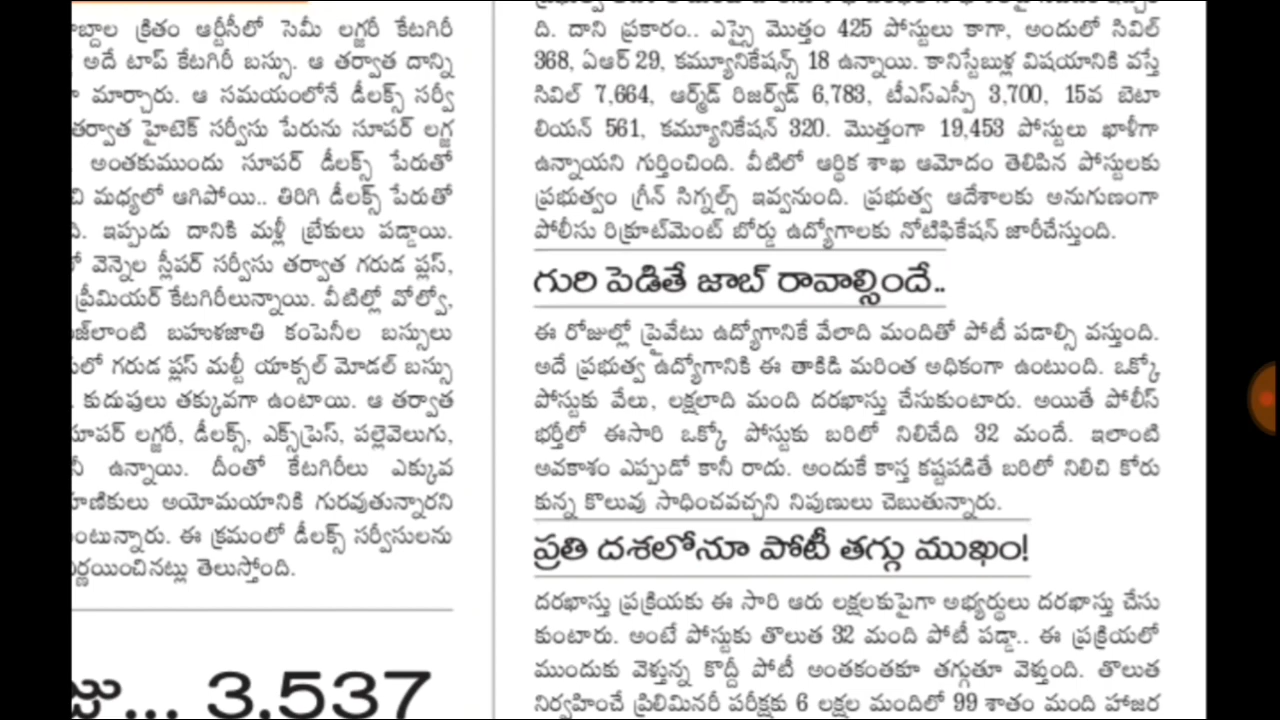 క్రితం ఆర్టీసీలో సెమీ లగ్జరీ కేటగిరీ
అదే టాప్ కేటగిరీ బస్సు. ఆ తర్వాత దాన్ని
మార్చారు. ఆ సమయంలోనే డీలక్స్ సర్వీ
తర్వాత హైటెక్ సర్వీసు పేరును సూపర్ లగ్జ
అంతకుముందు సూపర్ డీలక్స్ పేరుతో
మధ్యలో ఆగిపోయి.. తిరిగి డీలక్స్ పేరుతో
ఇప్పుడు దానికి మళ్లీ బ్రేకులు పడ్డాయి.
వెన్నెల స్లీపర్ సర్వీసు తర్వాత గరుడ ప్లస్,
ప్రీమియర్ కేటగిరీలున్నాయి. వీటిల్లో వోల్వో,
బహుళజాతి కంపెనీల బస్సులు
గరుడ ప్లస్ మల్టీ యాక్సల్ మోడల్ బస్సు
కుదుపులు తక్కువగా ఉంటాయి. ఆ తర్వాత
లగ్జరీ, డీలక్స్, ఎక్స్‌ప్రెస్, పల్లెవెలుగు,
ఉన్నాయి. దీంతో కేటగిరీలు ఎక్కువ
అయోమయానికి గురవుతున్నారని
ఈ క్రమంలో డీలక్స్ సర్వీసులను
తెలుస్తోంది.
3,537
ది. దాని ప్రకారం.. ఎస్సై మొత్తం 425 పోస్టులు కాగా, అందులో సివిల్
368, ఏఆర్ 29, కమ్యూనికేషన్స్ 18 ఉన్నాయి. కానిస్టేబుళ్ల విషయానికి వస్తే
సివిల్ 7,664, ఆర్మ్‌డ్ రిజర్వ్‌డ్ 6,783, టీఎస్ఎస్పీ 3,700, 15వ బెటా
లియన్ 561, కమ్యూనికేషన్ 320. మొత్తంగా 19,453 పోస్టులు ఖాళీగా
ఉన్నాయని గుర్తించింది. వీటిలో ఆర్థిక శాఖ ఆమోదం తెలిపిన పోస్టులకు
ప్రభుత్వం గ్రీన్ సిగ్నల్స్ ఇవ్వనుంది. ప్రభుత్వ ఆదేశాలకు అనుగుణంగా
పోలీసు రిక్రూట్‌మెంట్ బోర్డు ఉద్యోగాలకు నోటిఫికేషన్ జారీచేస్తుంది.
గురి పెడితే జాబ్ రావాల్సిందే..
ఈ రోజుల్లో ప్రైవేటు ఉద్యోగానికే వేలాది మందితో పోటీ పడాల్సి వస్తుంది.
అదే ప్రభుత్వ ఉద్యోగానికి ఈ తాకిడి మరింత అధికంగా ఉంటుంది. ఒక్కో
పోస్టుకు వేలు, లక్షలాది మంది దరఖాస్తు చేసుకుంటారు. అయితే పోలీస్
భర్తీలో ఈసారి ఒక్కో పోస్టుకు బరిలో నిలిచేది 32 మందే. ఇలాంటి
అవకాశం ఎప్పుడో కానీ రాదు. అందుకే కాస్త కష్టపడితే బరిలో నిలిచి కోరు
కున్న కొలువు సాధించవచ్చని నిపుణులు చెబుతున్నారు.
ప్రతి దశలోనూ పోటీ తగ్గు ముఖం!
దరఖాస్తు ప్రక్రియకు ఈ సారి ఆరు లక్షలకుపైగా అభ్యర్థులు దరఖాస్తు చేసు
కుంటారు. అంటే పోస్టుకు తొలుత 32 మంది పోటీ పడ్డా.. ఈ ప్రక్రియలో
ముందుకు వెళ్తున్న కొద్దీ పోటీ అంతకంతకూ తగ్గుతూ వెళ్తుంది. తొలుత
నిర్వహించే ప్రిలిమినరీ పరీక్షకు 6 లక్షల మందిలో 99 శాతం మంది హాజర